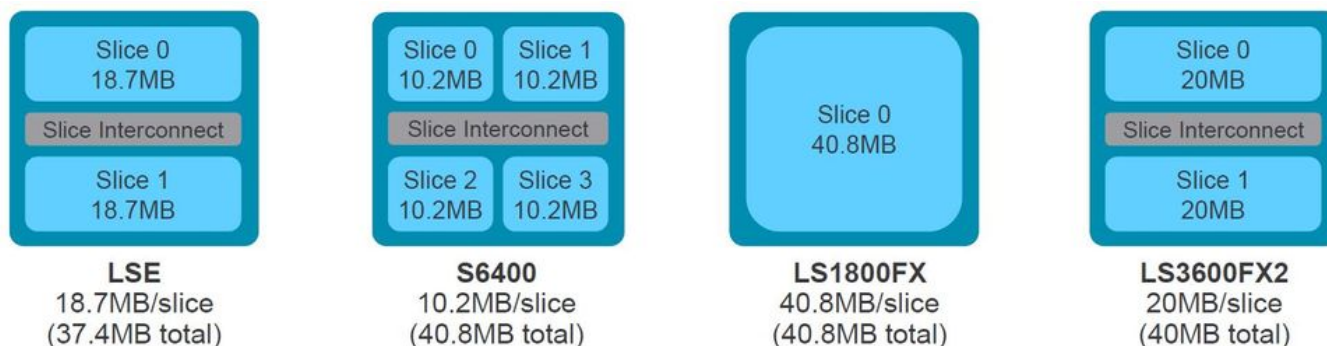 Slice 0
18.7MB
Slice Interconnect
Slice 1
18.7MB
LSE
18.7MB/slice
(37.4MB total)
Slice 0
10.2MB
Slice 1
10.2MB
Slice Interconnect
Slice 2
10.2MB
Slice 3
10.2MB
S6400
10.2MB/slice
(40.8MB total)
Slice 0
40.8MB
LS1800FX
40.8MB/slice
(40.8MB total)
Slice 0
20MB
Slice Interconnect
Slice 1
20MB
LS3600FX2
20MB/slice
(40MB total)